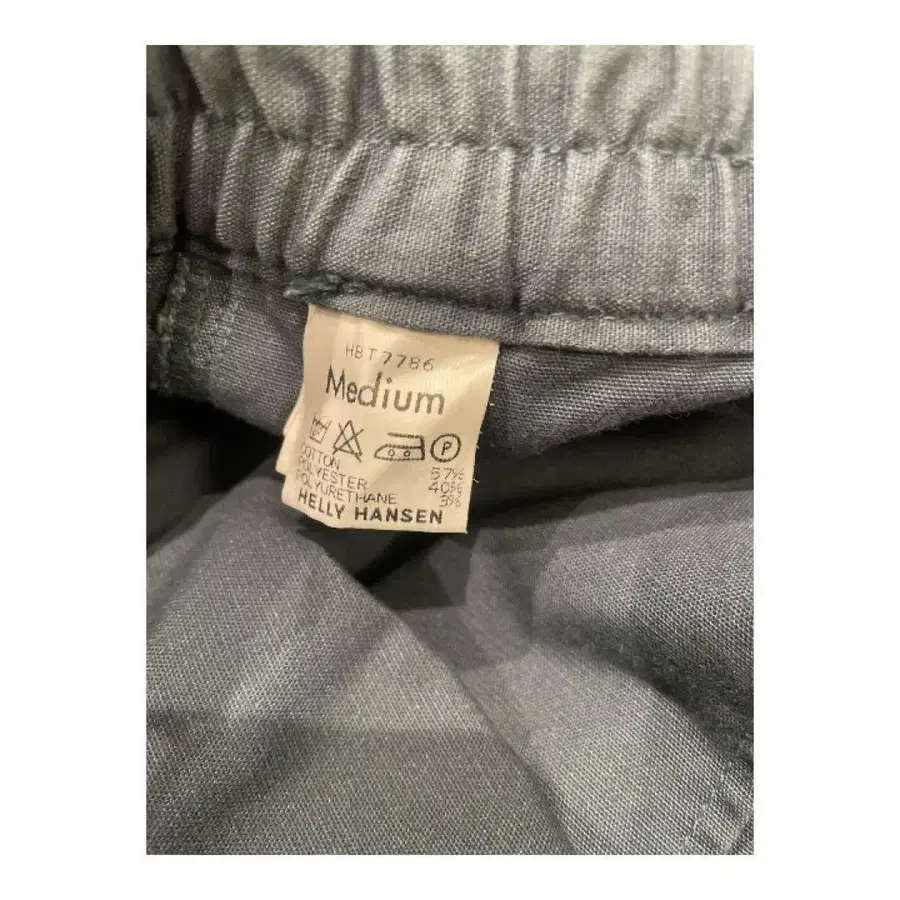 HBT7786
Medium
P
COTTON 57%
POLYESTER 40%
POLYURETHANE 3%
HELLY HANSEN